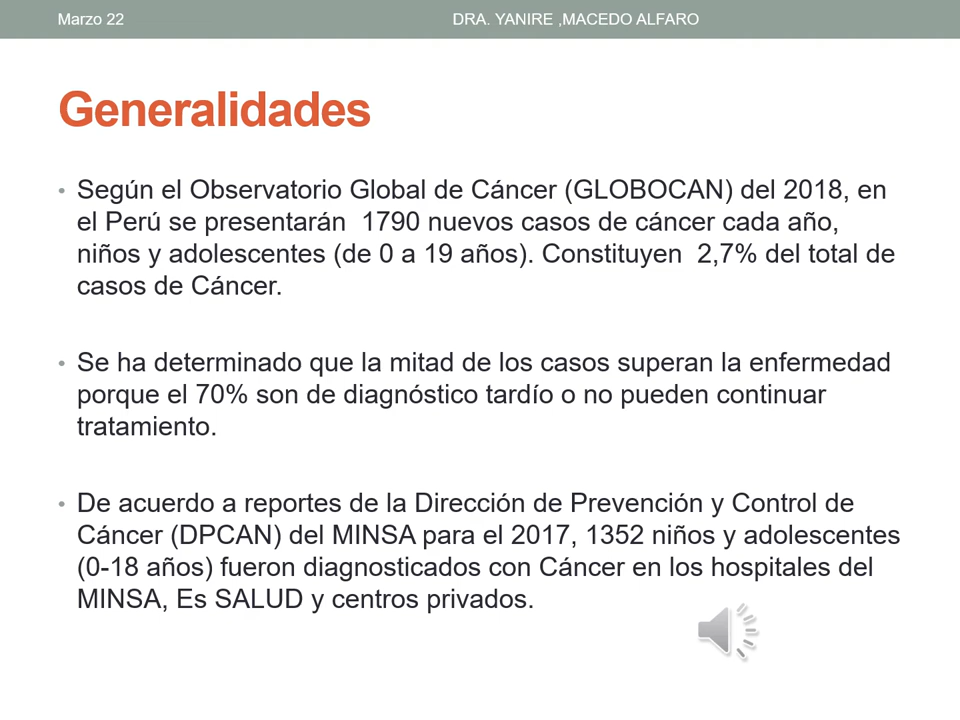 Marzo 22
DRA. YANIRE ,MACEDO ALFARO
Generalidades
• Según el Observatorio Global de Cáncer (GLOBOCAN) del 2018, en
el Perú se presentarán  1790 nuevos casos de cáncer cada año,
niños y adolescentes (de 0 a 19 años). Constituyen  2,7% del total de
casos de Cáncer.
• Se ha determinado que la mitad de los casos superan la enfermedad
porque el 70% son de diagnóstico tardío o no pueden continuar
tratamiento.
• De acuerdo a reportes de la Dirección de Prevención y Control de
Cáncer (DPCAN) del MINSA para el 2017, 1352 niños y adolescentes
(0-18 años) fueron diagnosticados con Cáncer en los hospitales del
MINSA, Es SALUD y centros privados.